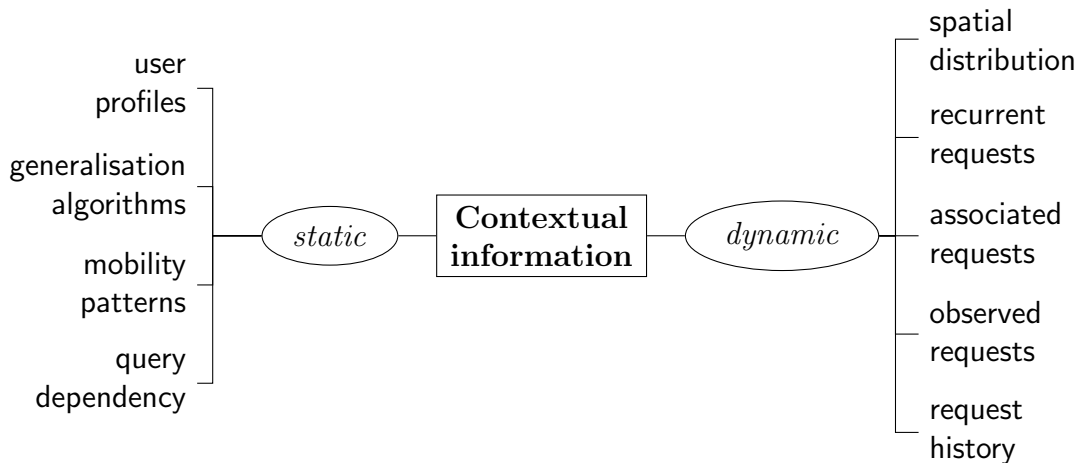 user
profiles
generalisation
algorithms
mobility
patterns
query
dependency
static
Contextual
information
dynamic
spatial
distribution
recurrent
requests
associated
requests
observed
requests
request
history